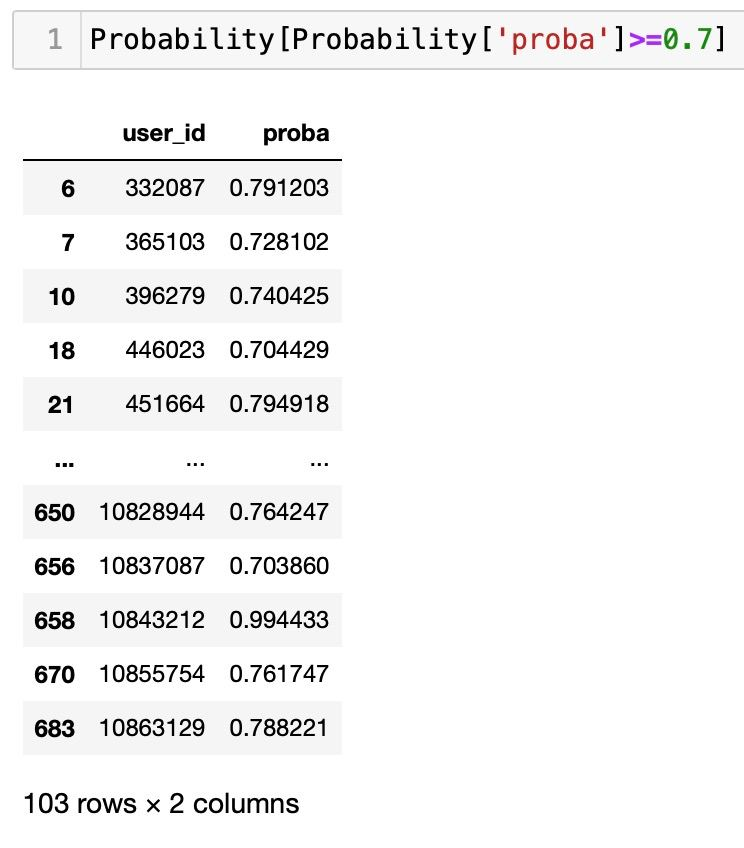 1 Probability[Probability['proba']>=0.7]
user_id proba
6 332087 0.791203
7 365103 0.728102
10 396279 0.740425
18 446023 0.704429
21 451664 0.794918
... ... ...
650 10828944 0.764247
656 10837087 0.703860
658 10843212 0.994433
670 10855754 0.761747
683 10863129 0.788221
103 rows × 2 columns